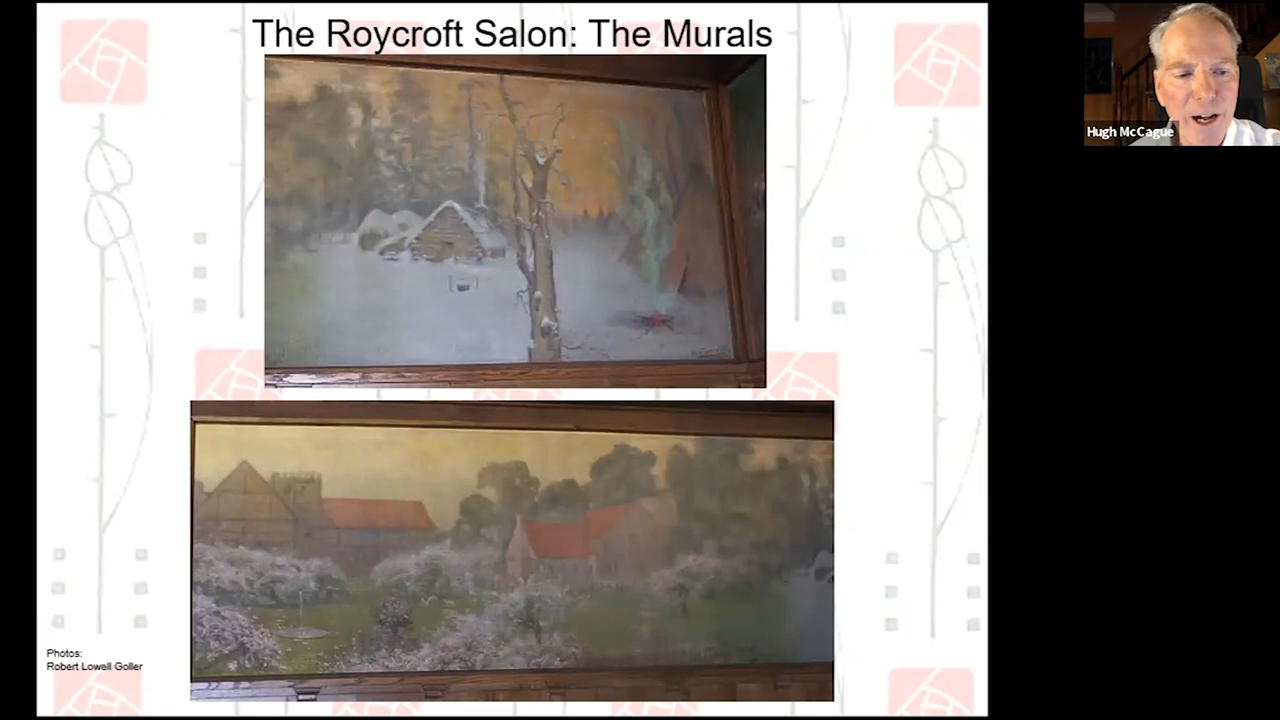 The Roycroft Salon: The Murals
Hugh McCague
Photos:
Robert Lowell Goller